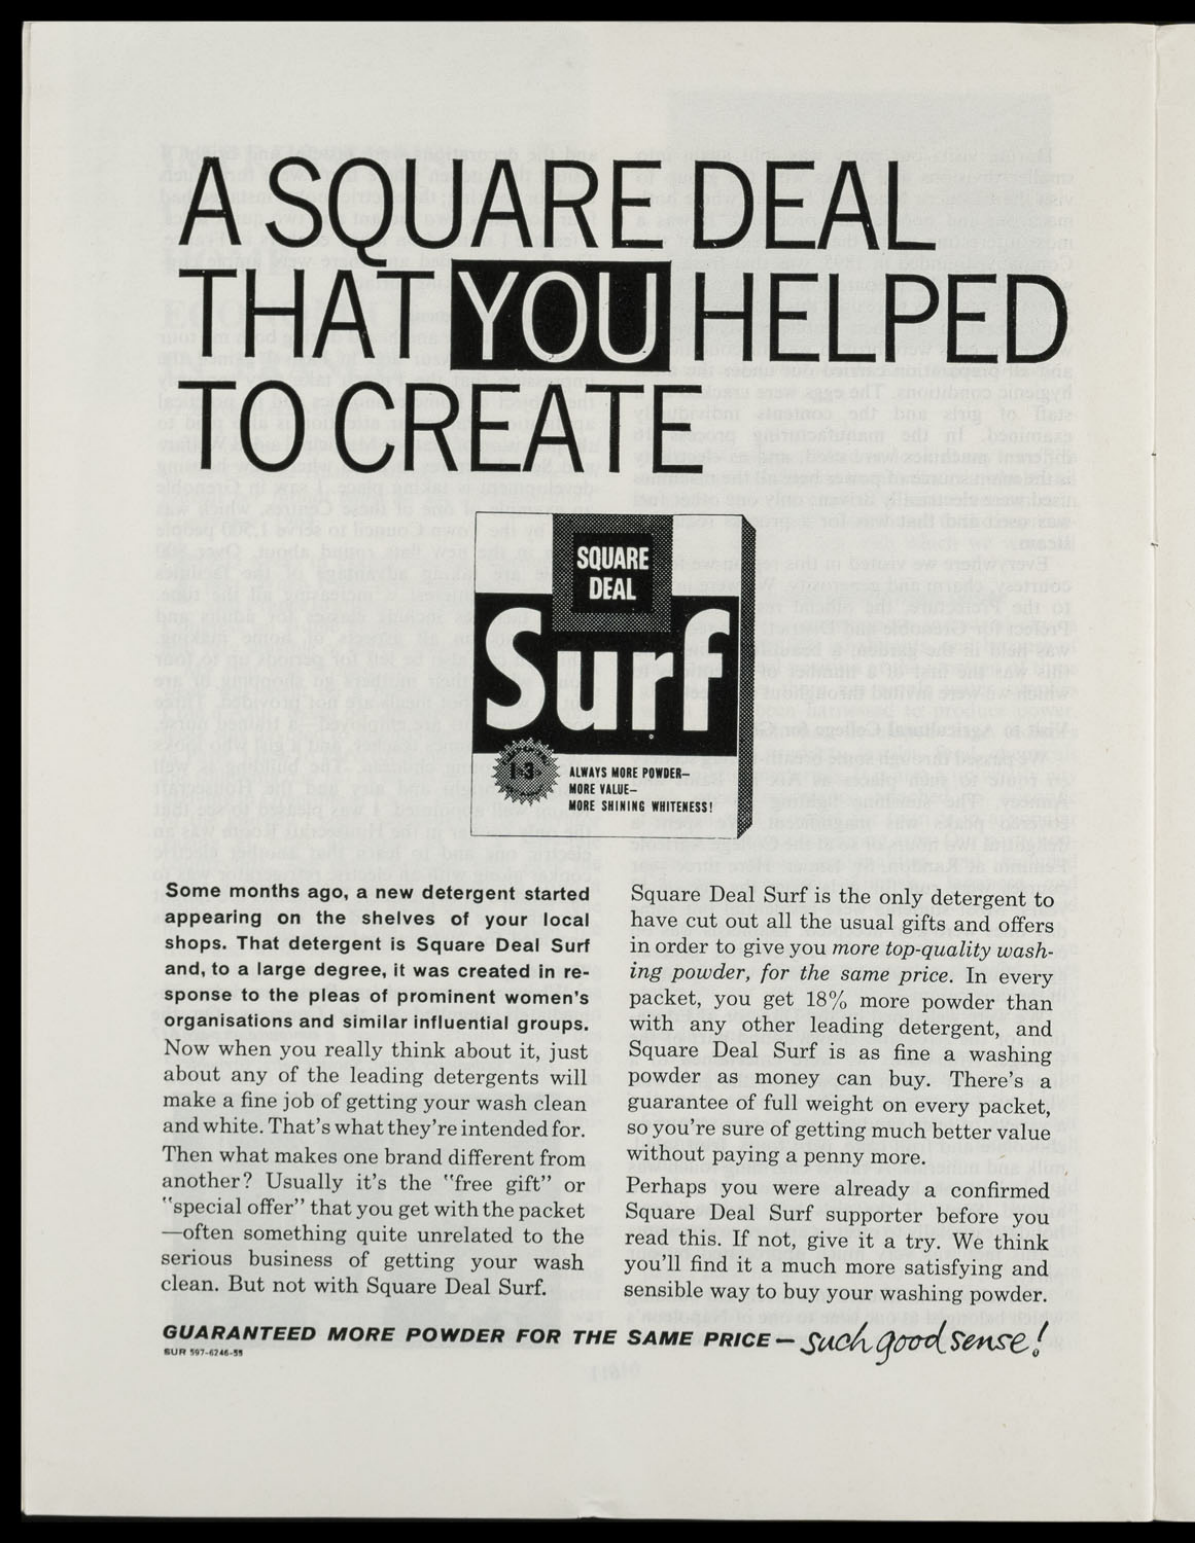 A SQUARE DEAL
THAT YOU HELPED
TO CREATE
SQUARE
DEAL
Surf
1/3
ALWAYS MORE POWDER—
MORE VALUE—
MORE SHINING WHITENESS!
Some months ago, a new detergent started
appearing on the shelves of your local
shops. That detergent is Square Deal Surf
and, to a large degree, it was created in re-
sponse to the pleas of prominent women's
organisations and similar influential groups.
Now when you really think about it, just
about any of the leading detergents will
make a fine job of getting your wash clean
and white. That's what they're intended for.
Then what makes one brand different from
another? Usually it's the "free gift" or
"special offer" that you get with the packet
—often something quite unrelated to the
serious business of getting your wash
clean. But not with Square Deal Surf.
Square Deal Surf is the only detergent to
have cut out all the usual gifts and offers
in order to give you more top-quality wash-
ing powder, for the same price. In every
packet, you get 18% more powder than
with any other leading detergent, and
Square Deal Surf is as fine a washing
powder as money can buy. There's a
guarantee of full weight on every packet,
so you're sure of getting much better value
without paying a penny more.
Perhaps you were already a confirmed
Square Deal Surf supporter before you
read this. If not, give it a try. We think
you'll find it a much more satisfying and
sensible way to buy your washing powder.
GUARANTEED MORE POWDER FOR THE SAME PRICE — such good sense!
SUR 597-6246-55